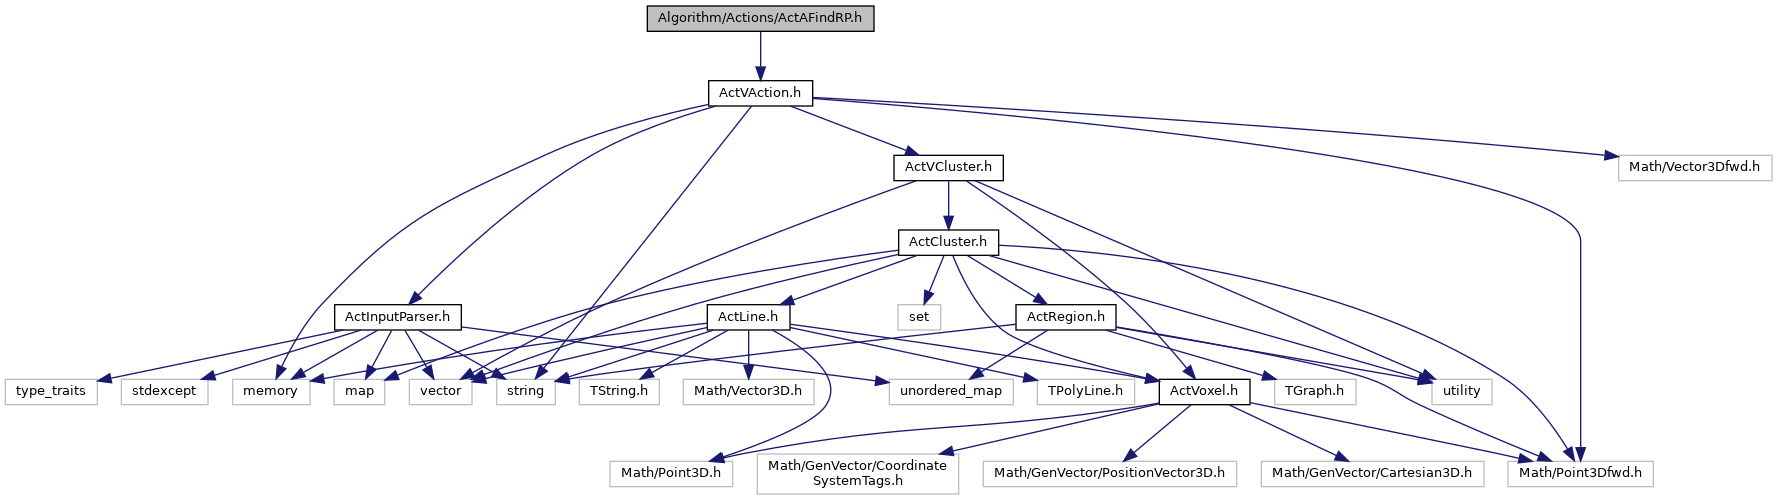 Algorithm/Actions/ActAFindRP.h
ActVAction.h
ActVCluster.h
Math/Vector3Dfwd.h
ActCluster.h
ActInputParser.h
ActLine.h
set
ActRegion.h
type_traits
stdexcept
memory
map
vector
string
TString.h
Math/Vector3D.h
unordered_map
TPolyLine.h
ActVoxel.h
TGraph.h
utility
Math/Point3D.h
Math/GenVector/Coordinate
SystemTags.h
Math/GenVector/PositionVector3D.h
Math/GenVector/Cartesian3D.h
Math/Point3Dfwd.h